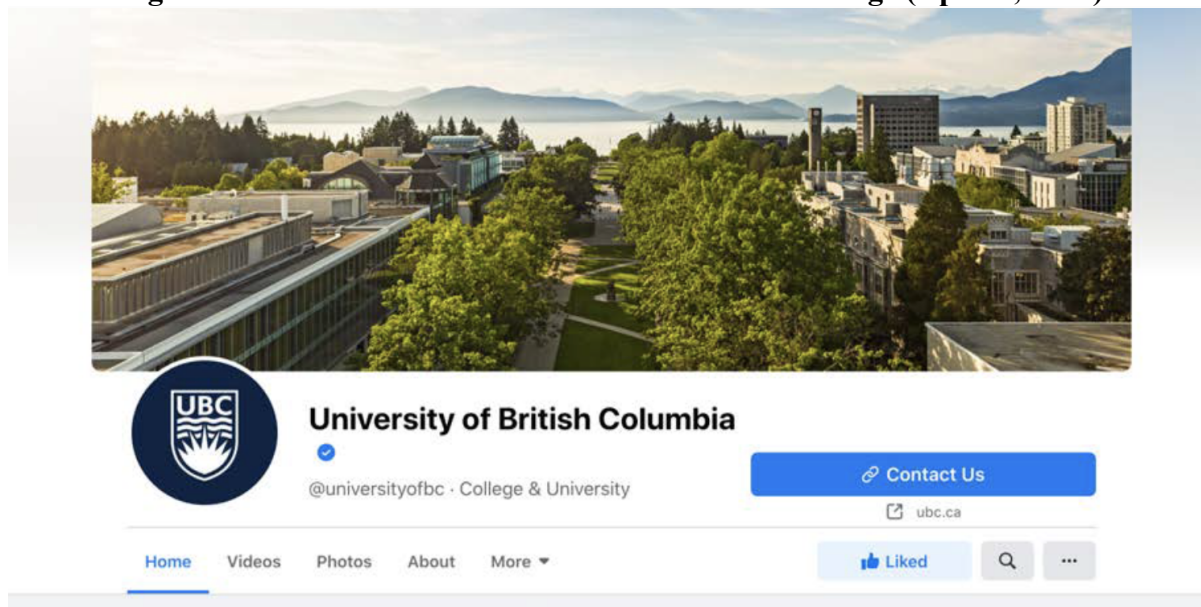 UBC
University of British Columbia
@universityofbc · College & University
Contact Us
ubc.ca
Home Videos Photos About More
Liked